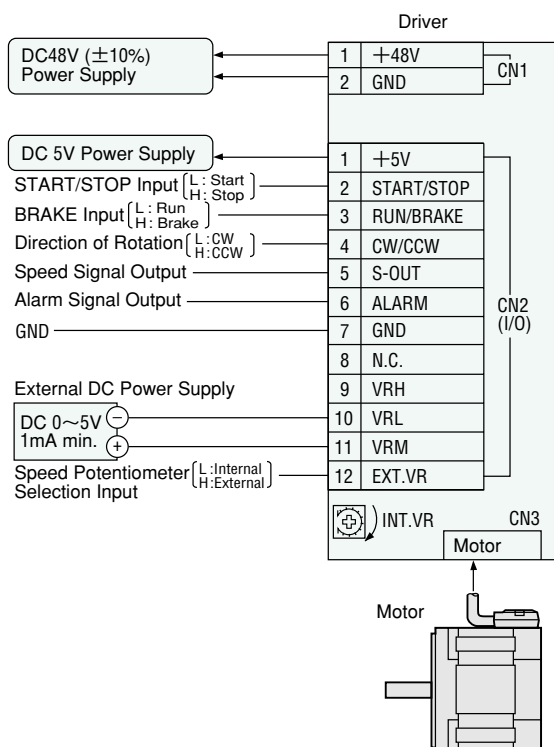 Driver
DC48V (±10%)
Power Supply
1 +48V
2 GND
CN1
DC 5V Power Supply
1 +5V
START/STOP Input [L : Start
H : Stop]
2 START/STOP
BRAKE Input [L : Run
H : Brake]
3 RUN/BRAKE
Direction of Rotation [L :CW
H :CCW]
4 CW/CCW
Speed Signal Output
5 S-OUT
Alarm Signal Output
6 ALARM
CN2
(I/O)
GND
7 GND
8 N.C.
External DC Power Supply
9 VRH
DC 0~5V
1mA min.
−
10 VRL
+
11 VRM
Speed Potentiometer
Selection Input
[L :Internal
H :External]
12 EXT.VR
INT.VR
CN3
Motor
Motor